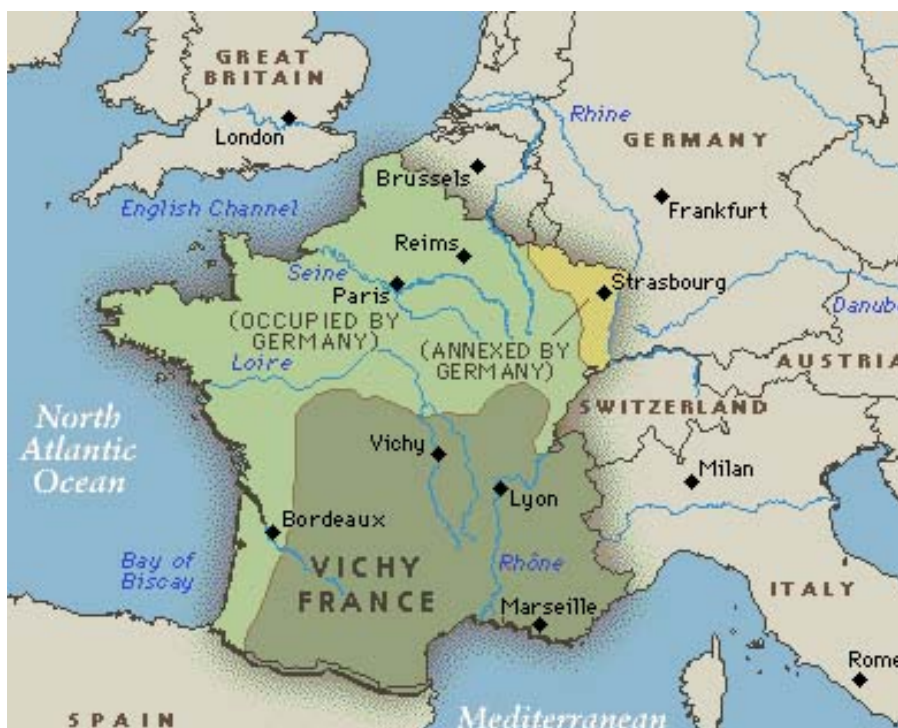 GREAT
BRITAIN
London
Rhine
GERMANY
Brussels
English Channel
Frankfurt
Reims
Seine
Paris
Strasbourg
(OCCUPIED BY
GERMANY)
(ANNEXED BY
GERMANY)
Danub
Loire
AUSTRIA
SWITZERLAND
North
Atlantic
Ocean
Vichy
Milan
Lyon
Bordeaux
Bay of
Biscay
VICHY
FRANCE
Rhône
Marseille
ITALY
Rome
SPAIN
Mediterranean